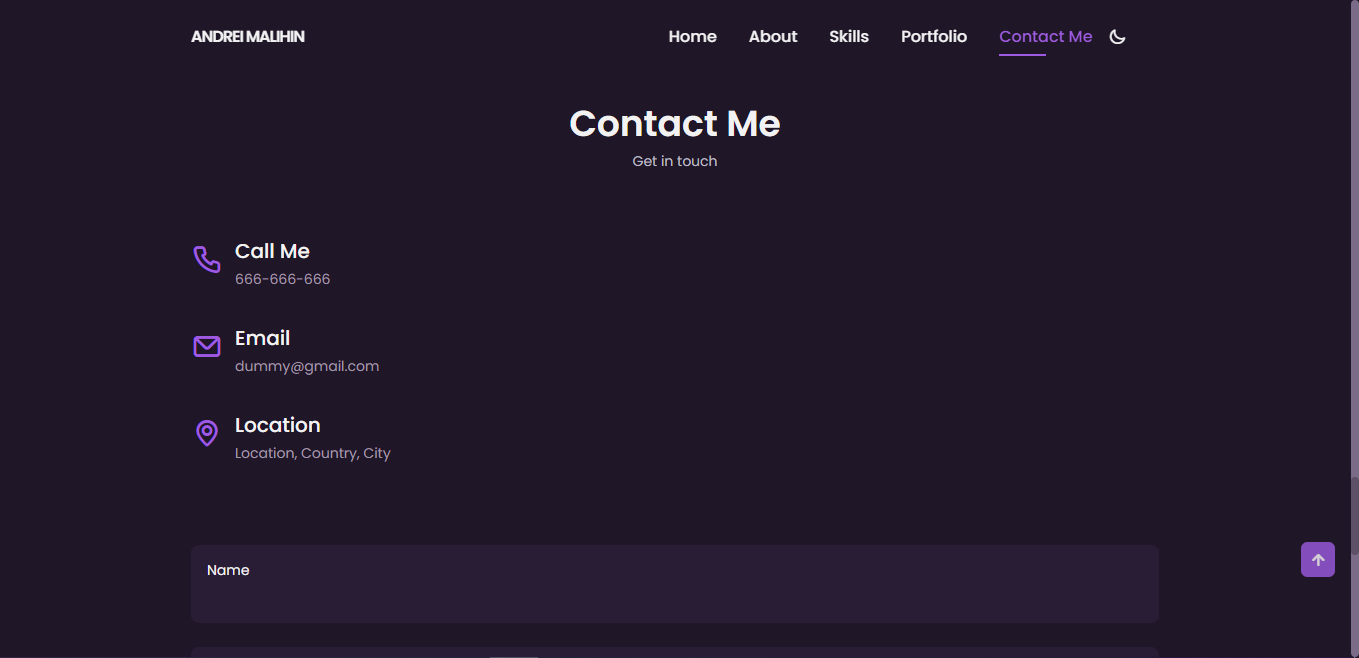 ANDREI MALIHIN Home About Skills Portfolio Contact Me
Contact Me
Get in touch
Call Me
666-666-666
Email
dummy@gmail.com
Location
Location, Country, City
Name